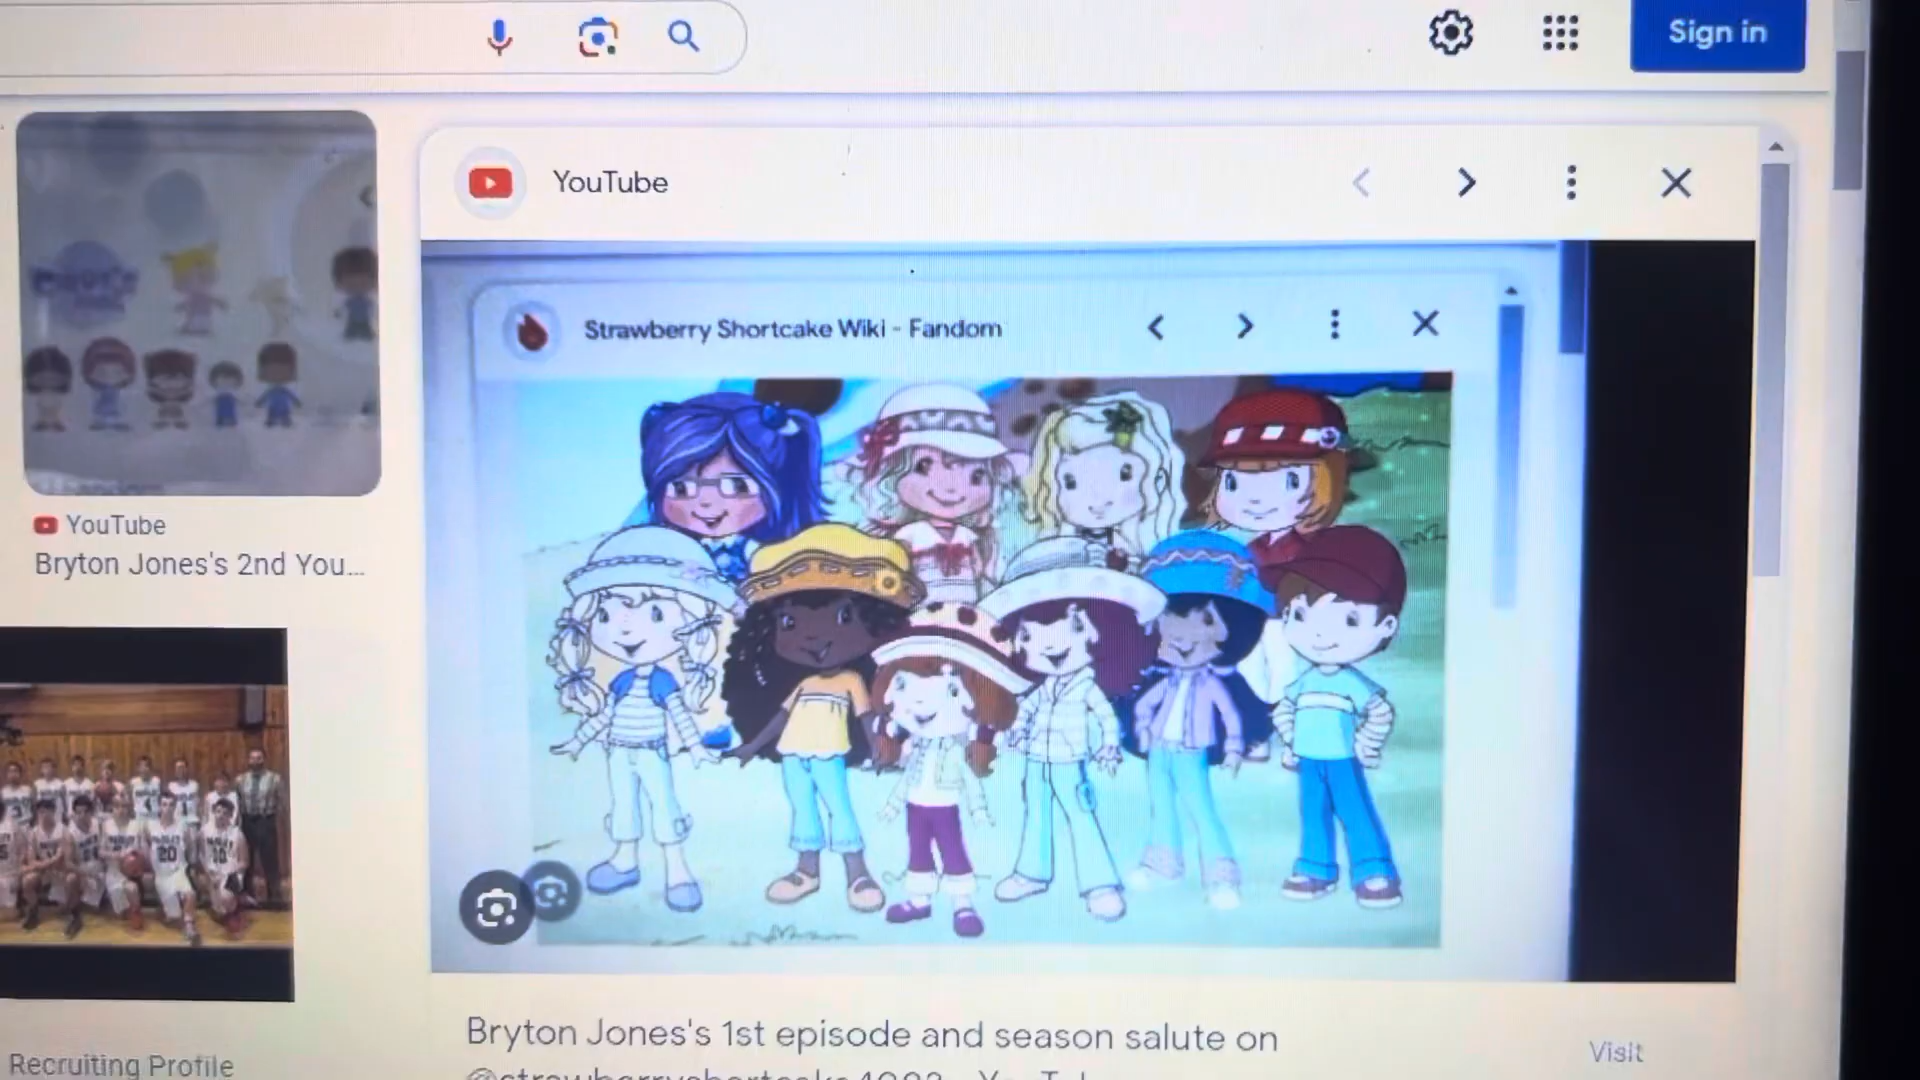 Sign in
YouTube
Strawberry Shortcake Wiki - Fandom
YouTube
Bryton Jones's 2nd You...
20
Recruiting Profile
Bryton Jones's 1st episode and season salute on
Visit